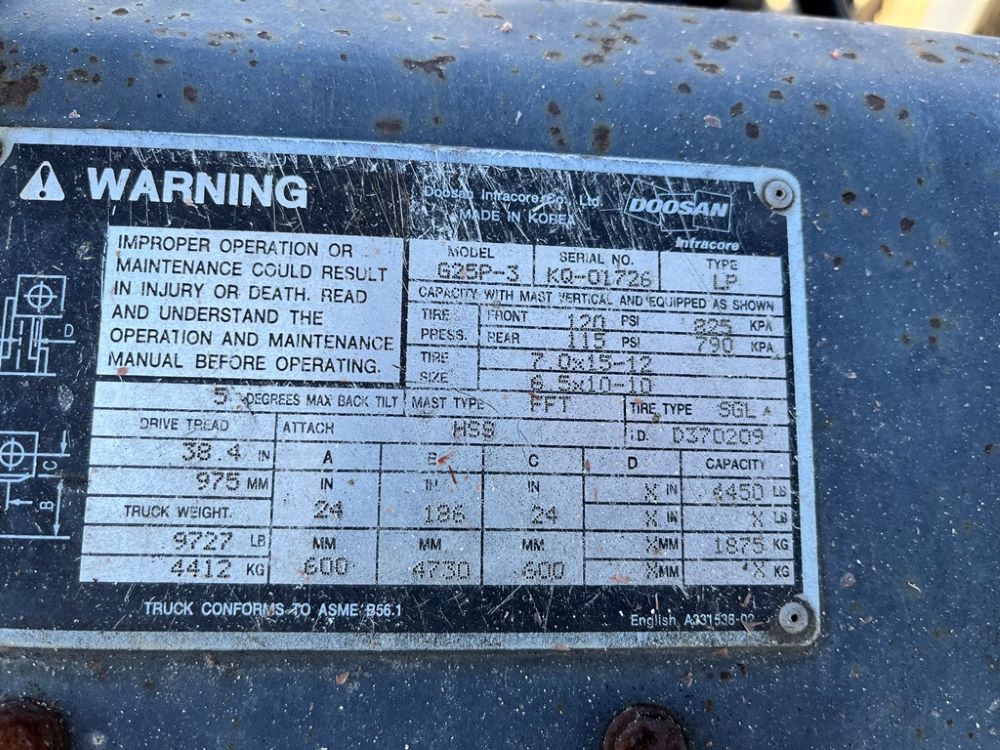 WARNING
Doosan Infracore Co., Ltd.
MADE IN KOREA
DOOSAN
Infracore
IMPROPER OPERATION OR
MAINTENANCE COULD RESULT
IN INJURY OR DEATH. READ
AND UNDERSTAND THE
OPERATION AND MAINTENANCE
MANUAL BEFORE OPERATING.
MODEL SERIAL NO. TYPE
G25P-3 KQ-01726 LP
CAPACITY WITH MAST VERTICAL AND EQUIPPED AS SHOWN
TIRE FRONT 120 PSI 825 KPA
PRESS. REAR 115 PSI 790 KPA
TIRE 7.0x15-12
SIZE 6.5x10-10
5 DEGREES MAX BACK TILT MAST TYPE FFT TIRE TYPE SGL
DRIVE TREAD ATTACH HSS I.D. D370209
38.4 IN A B C D CAPACITY
975 MM IN IN IN X IN 4450 LB
TRUCK WEIGHT. 24 186 24 X IN X LB
9727 LB MM MM MM XMM 1875 KG
4412 KG 600 4730 600 XMM X KG
TRUCK CONFORMS TO ASME B56.1
English A331538-02
D
C
B